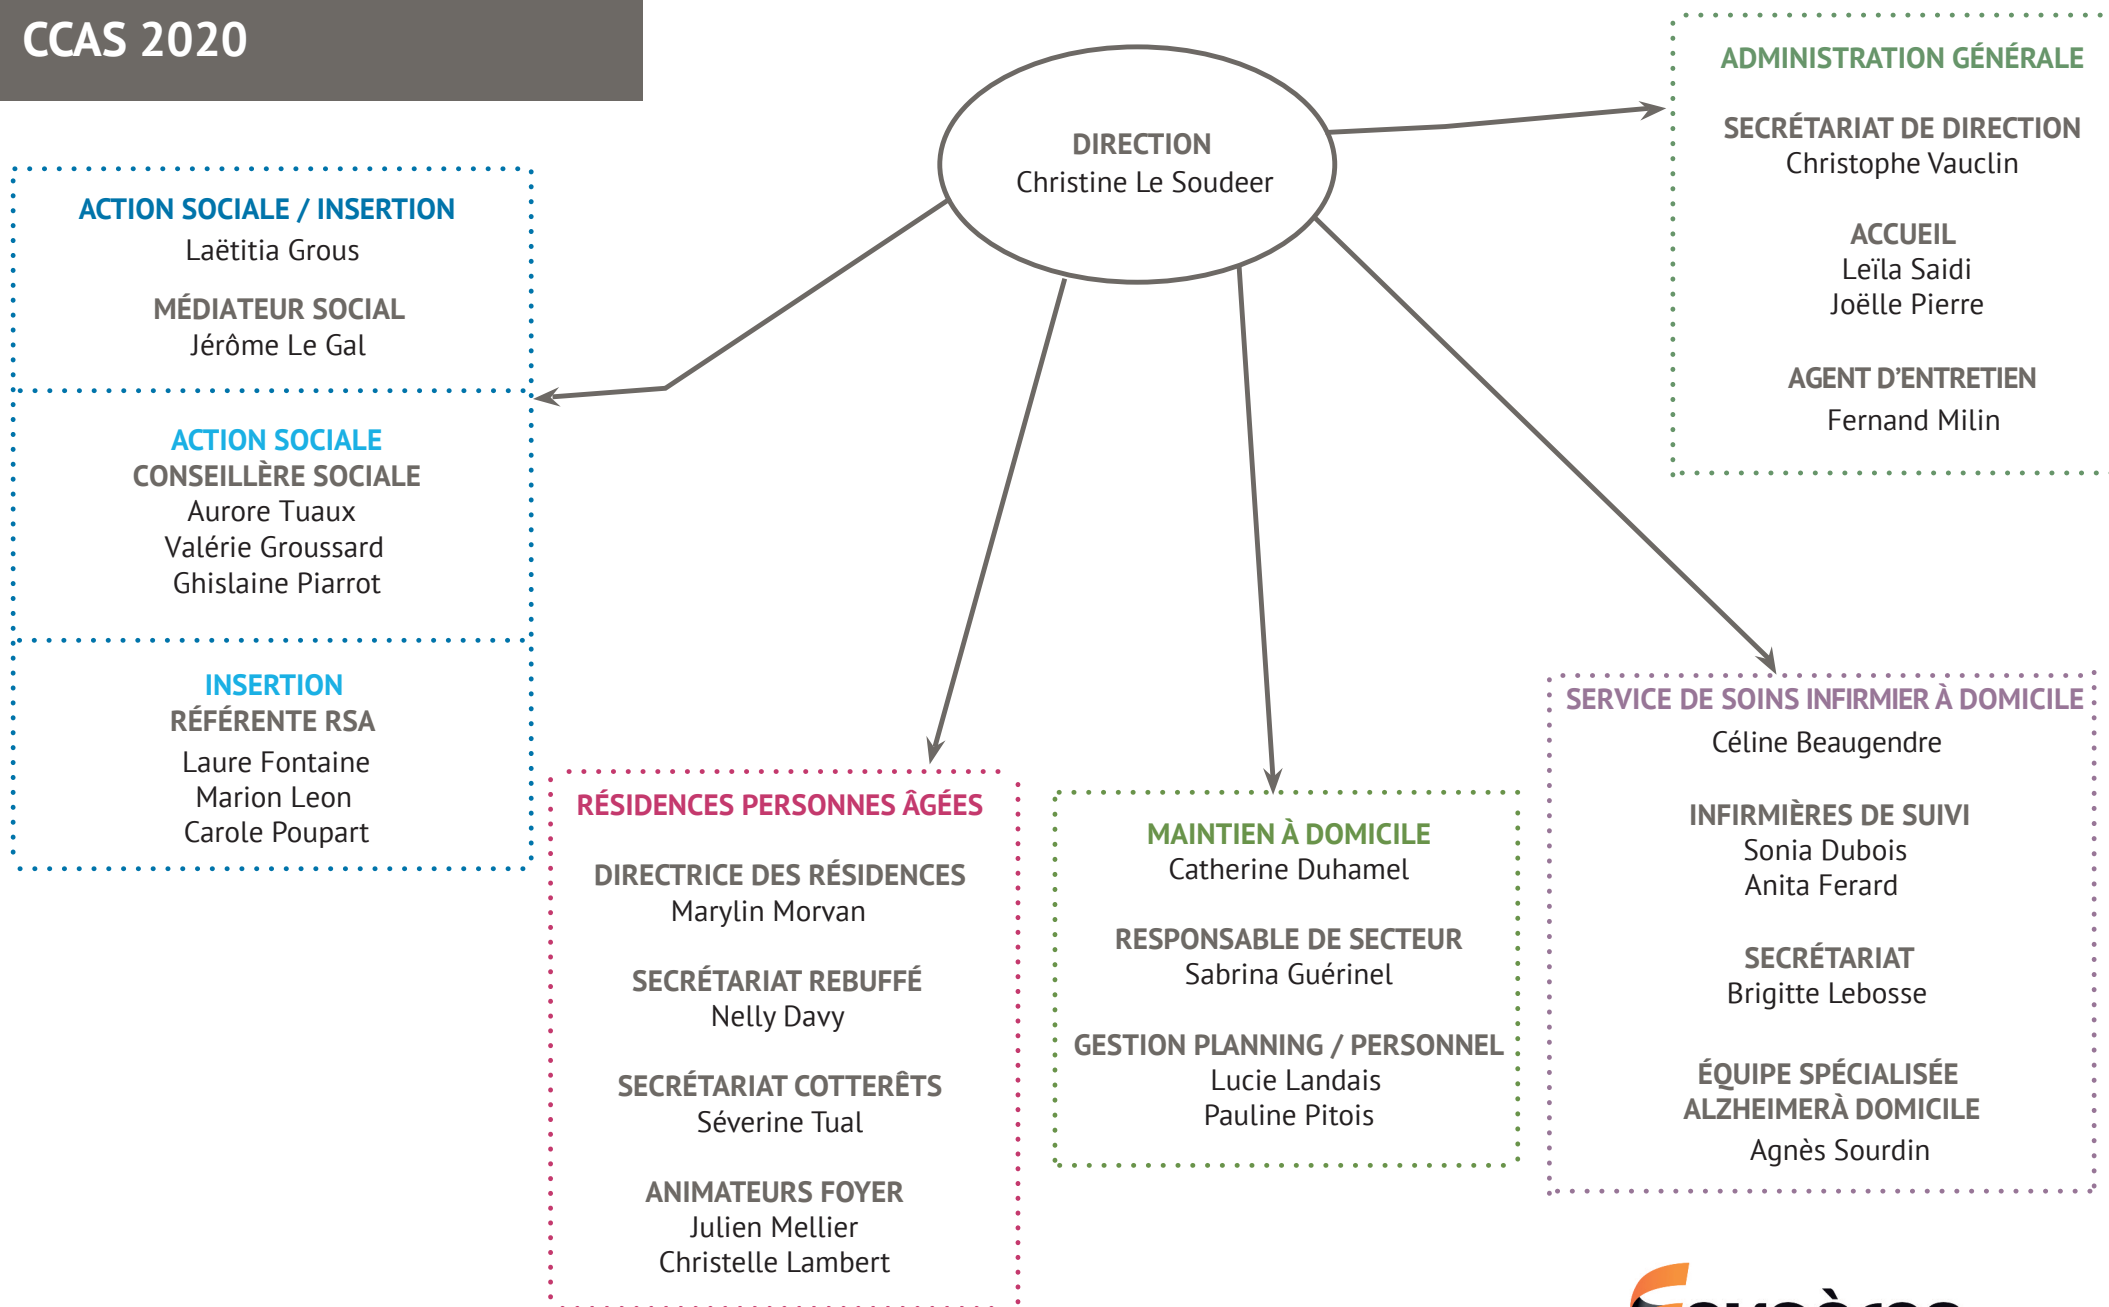 CCAS 2020
DIRECTION
Christine Le Soudeer
ADMINISTRATION GÉNÉRALE
SECRÉTARIAT DE DIRECTION
Christophe Vauclin
ACCUEIL
Leïla Saidi
Joëlle Pierre
AGENT D’ENTRETIEN
Fernand Milin
ACTION SOCIALE / INSERTION
Laëtitia Grous
MÉDIATEUR SOCIAL
Jérôme Le Gal
ACTION SOCIALE
CONSEILLÈRE SOCIALE
Aurore Tuaux
Valérie Groussard
Ghislaine Piarrot
INSERTION
RÉFÉRENTE RSA
Laure Fontaine
Marion Leon
Carole Poupart
RÉSIDENCES PERSONNES ÂGÉES
DIRECTRICE DES RÉSIDENCES
Marylin Morvan
SECRÉTARIAT REBUFFÉ
Nelly Davy
SECRÉTARIAT COTTERÊTS
Séverine Tual
ANIMATEURS FOYER
Julien Mellier
Christelle Lambert
MAINTIEN À DOMICILE
Catherine Duhamel
RESPONSABLE DE SECTEUR
Sabrina Guérinel
GESTION PLANNING / PERSONNEL
Lucie Landais
Pauline Pitois
SERVICE DE SOINS INFIRMIER À DOMICILE
Céline Beaugendre
INFIRMIÈRES DE SUIVI
Sonia Dubois
Anita Ferard
SECRÉTARIAT
Brigitte Lebosse
ÉQUIPE SPÉCIALISÉE
ALZHEIMERÀ DOMICILE
Agnès Sourdin